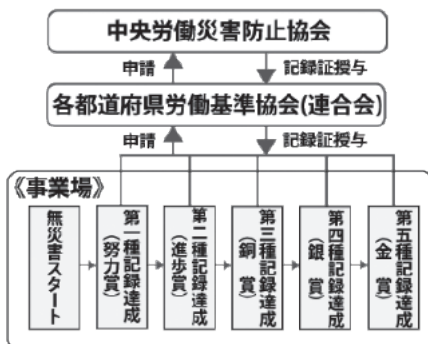 中央労働災害防止協会
申請
記録証授与
各都道府県労働基準協会(連合会)
申請
記録証授与
《事業場》
無災害スタート
第一種記録達成
(努力賞)
第二種記録達成
(進歩賞)
第三種記録達成
(銅 賞)
第四種記録達成
(銀 賞)
第五種記録達成
(金 賞)